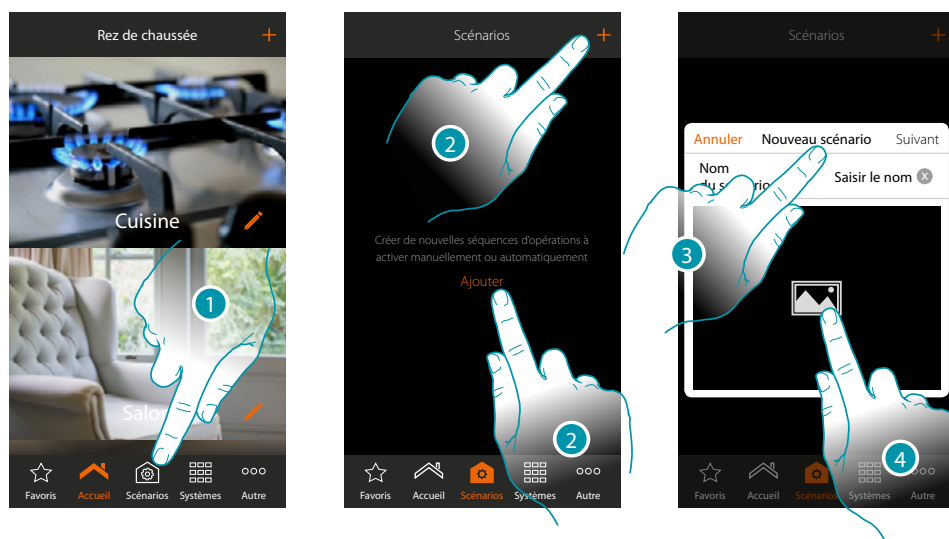 Rez de chaussée +
Cuisine
1
Salon
Favoris Accueil Scénarios Systèmes Autre
Scénarios +
2
Créer de nouvelles séquences d'opérations à
activer manuellement ou automatiquement
Ajouter
2
Favoris Accueil Scénarios Systèmes Autre
Scénarios +
Annuler Nouveau scénario Suivant
Nom
du scénario
Saisir le nom X
3
4
Favoris Accueil Scénarios Systèmes Autre